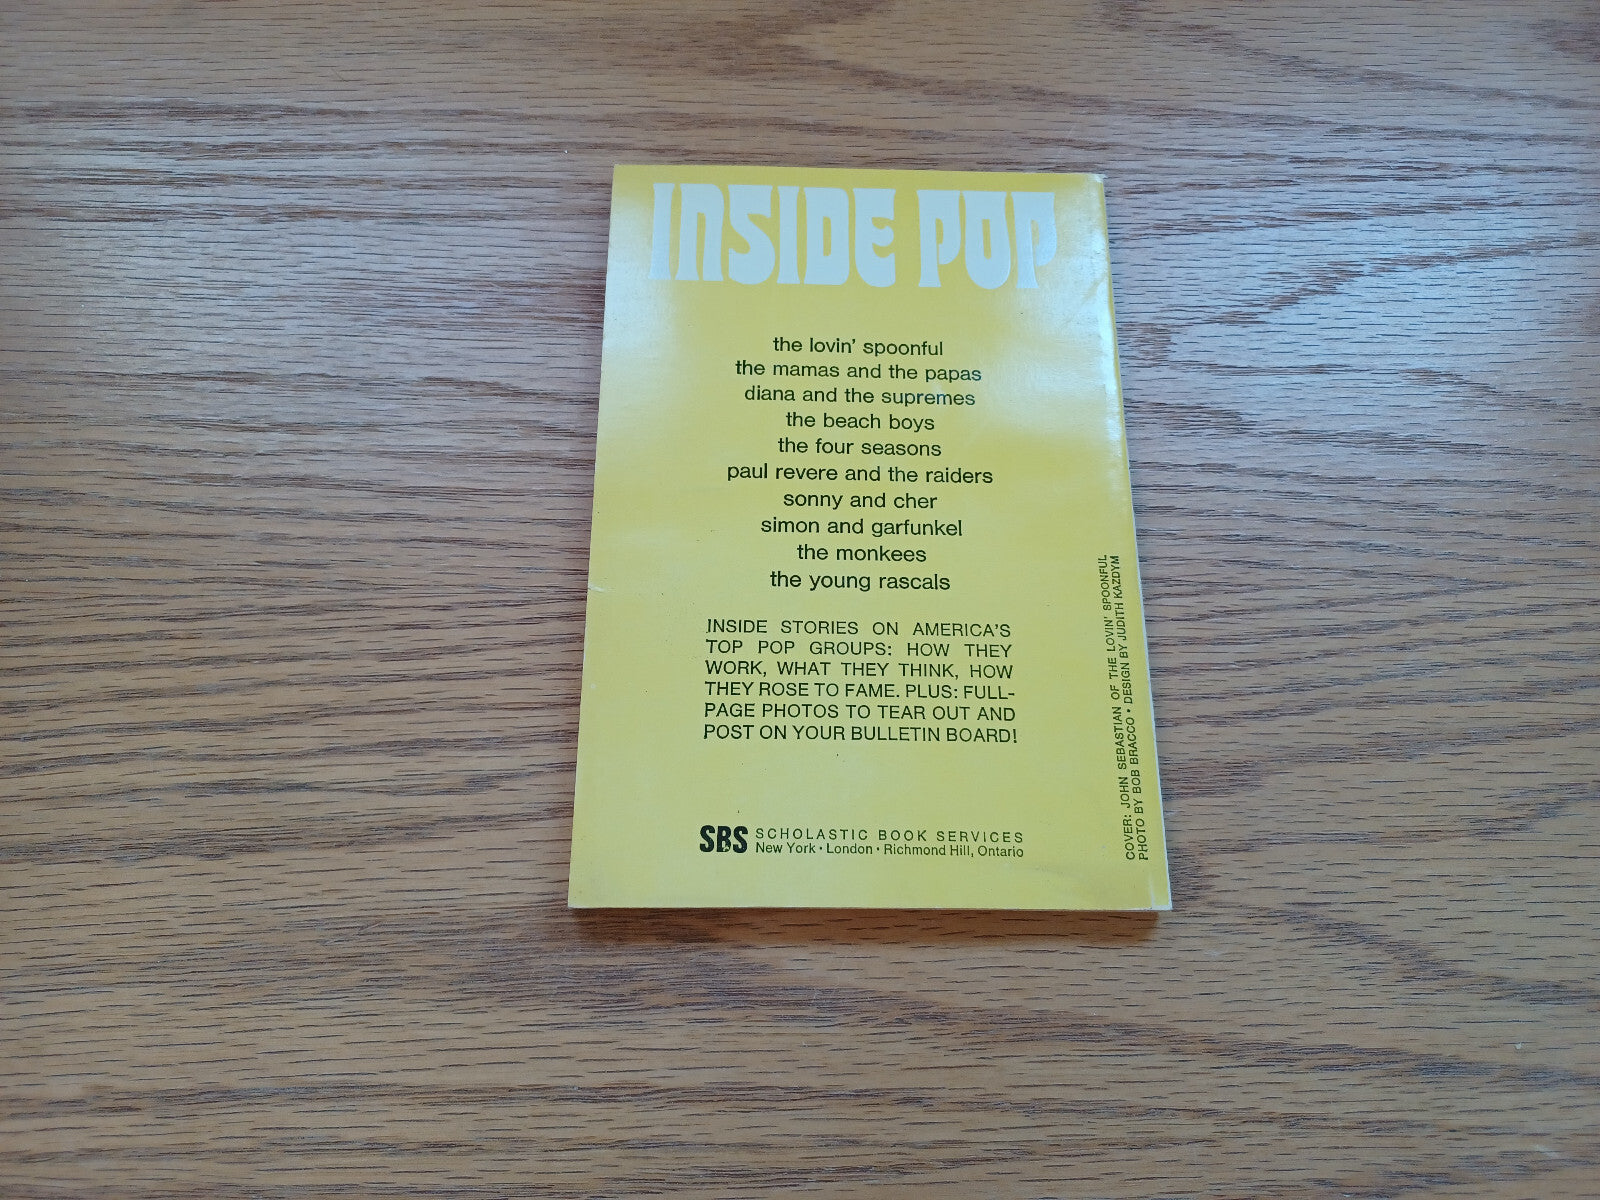 INSIDE POP
the lovin' spoonful
the mamas and the papas
diana and the supremes
the beach boys
the four seasons
paul revere and the raiders
sonny and cher
simon and garfunkel
the monkees
the young rascals
INSIDE STORIES ON AMERICA'S
TOP POP GROUPS: HOW THEY
WORK, WHAT THEY THINK, HOW
THEY ROSE TO FAME. PLUS: FULL-
PAGE PHOTOS TO TEAR OUT AND
POST ON YOUR BULLETIN BOARD!
SBS SCHOLASTIC BOOK SERVICES
New York • London • Richmond Hill, Ontario
COVER: JOHN SEBASTIAN OF THE LOVIN' SPOONFUL
PHOTO BY BOB BRACCO • DESIGN BY JUDITH KAZDYM